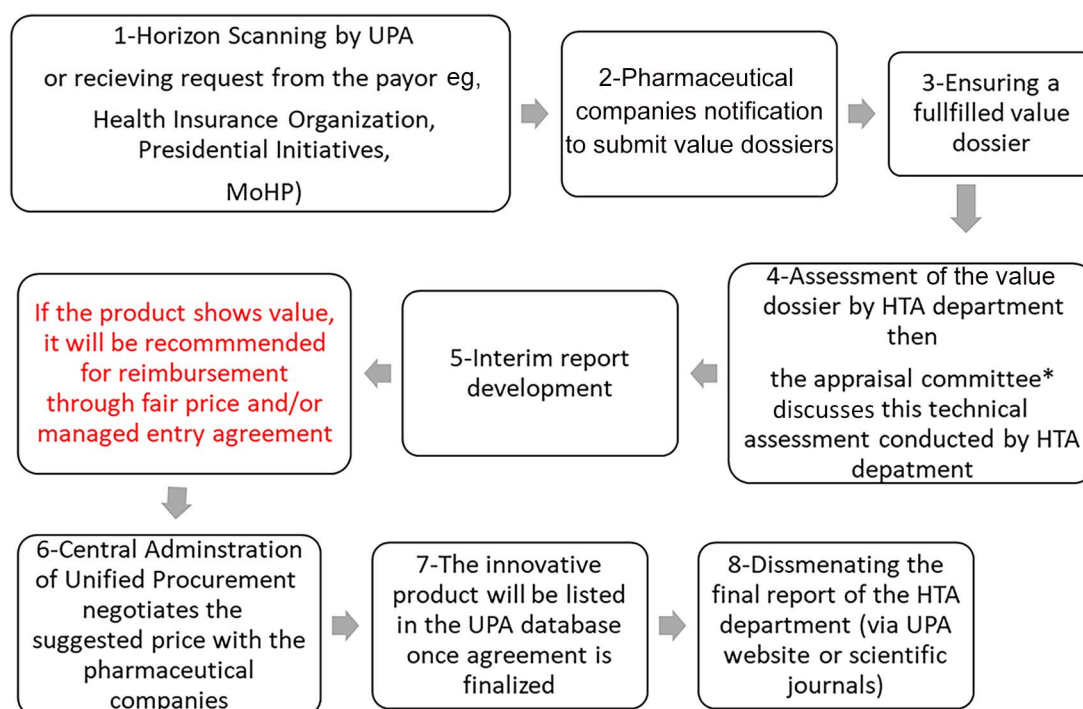 1-Horizon Scanning by UPA
or recieving request from the payor eg,
Health Insurance Organization,
Presidential Initiatives,
MoHP)
2-Pharmaceutical
companies notification
to submit value dossiers
3-Ensuring a
fullfilled value
dossier
4-Assessment of the value
dossier by HTA department
then
the appraisal committee*
discusses this technical
assessment conducted by HTA
depatment
5-Interim report
development
If the product shows value,
it will be recommmended
for reimbursement
through fair price and/or
managed entry agreement
6-Central Adminstration
of Unified Procurement
negotiates the
suggested price with the
pharmaceutical
companies
7-The innovative
product will be listed
in the UPA database
once agreement is
finalized
8-Dissmenating the
final report of the HTA
department (via UPA
website or scientific
journals)